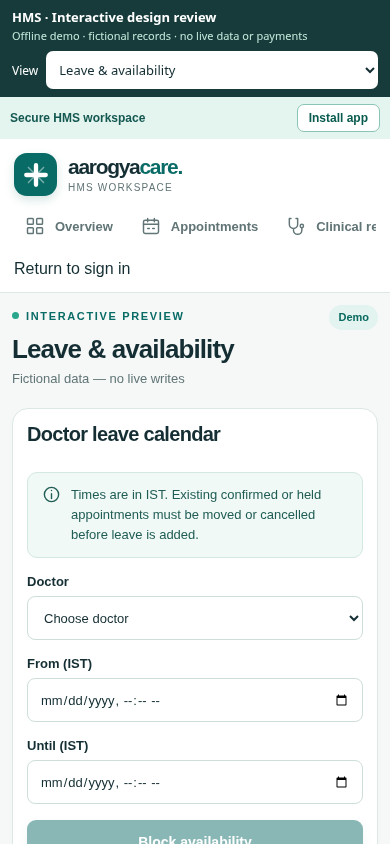 HMS · Interactive design review
Offline demo · fictional records · no live data or payments
View
Leave & availability
Secure HMS workspace
Install app
aarogyacare.
HMS WORKSPACE
Overview
Appointments
Clinical re
Return to sign in
INTERACTIVE PREVIEW
Demo
Leave & availability
Fictional data — no live writes
Doctor leave calendar
Times are in IST. Existing confirmed or held
appointments must be moved or cancelled
before leave is added.
Doctor
Choose doctor
From (IST)
mm/dd/yyyy, --:-- --
Until (IST)
mm/dd/yyyy, --:-- --
Block availability